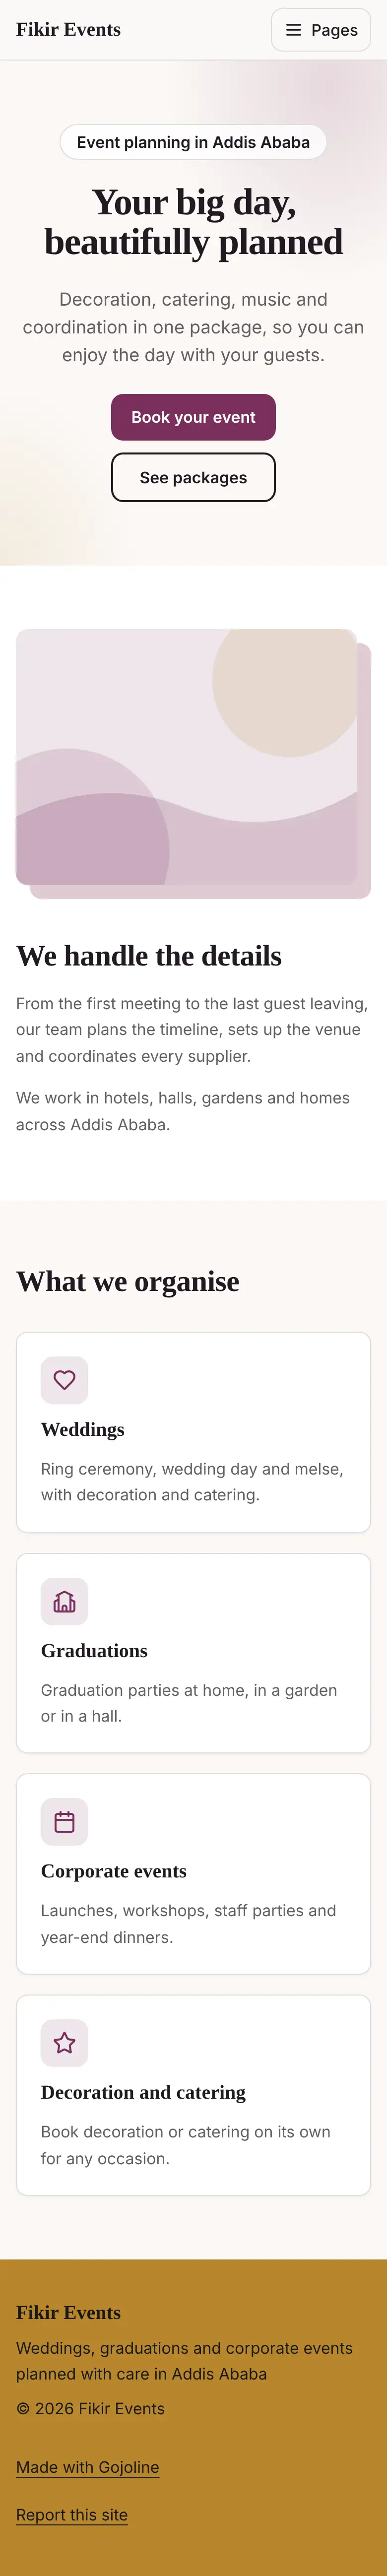 Fikir Events
Pages
Event planning in Addis Ababa
Your big day,
beautifully planned
Decoration, catering, music and
coordination in one package, so you can
enjoy the day with your guests.
Book your event
See packages
We handle the details
From the first meeting to the last guest leaving,
our team plans the timeline, sets up the venue
and coordinates every supplier.
We work in hotels, halls, gardens and homes
across Addis Ababa.
What we organise
Weddings
Ring ceremony, wedding day and melse,
with decoration and catering.
Graduations
Graduation parties at home, in a garden
or in a hall.
Corporate events
Launches, workshops, staff parties and
year-end dinners.
Decoration and catering
Book decoration or catering on its own
for any occasion.
Fikir Events
Weddings, graduations and corporate events
planned with care in Addis Ababa
© 2026 Fikir Events
Made with Gojoline
Report this site